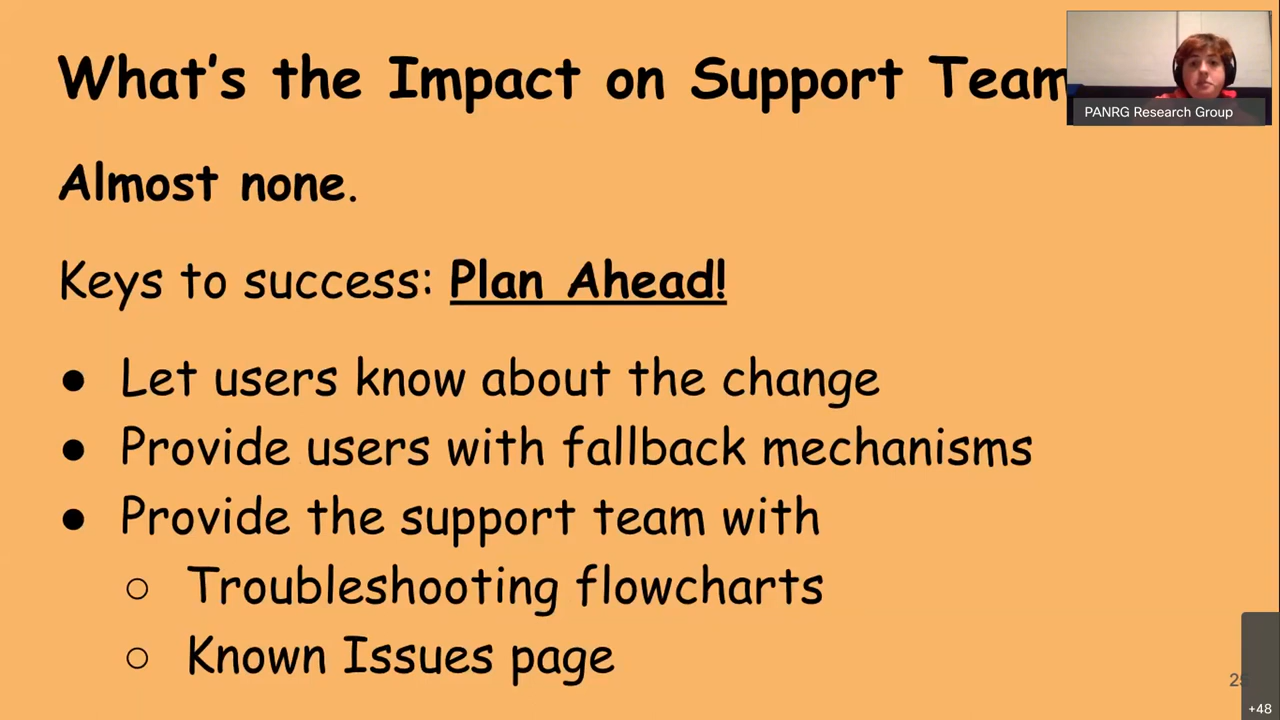 What's the Impact on Support Team
PANRG Research Group
Almost none.
Keys to success: Plan Ahead!
● Let users know about the change
● Provide users with fallback mechanisms
● Provide the support team with
○ Troubleshooting flowcharts
○ Known Issues page
+48